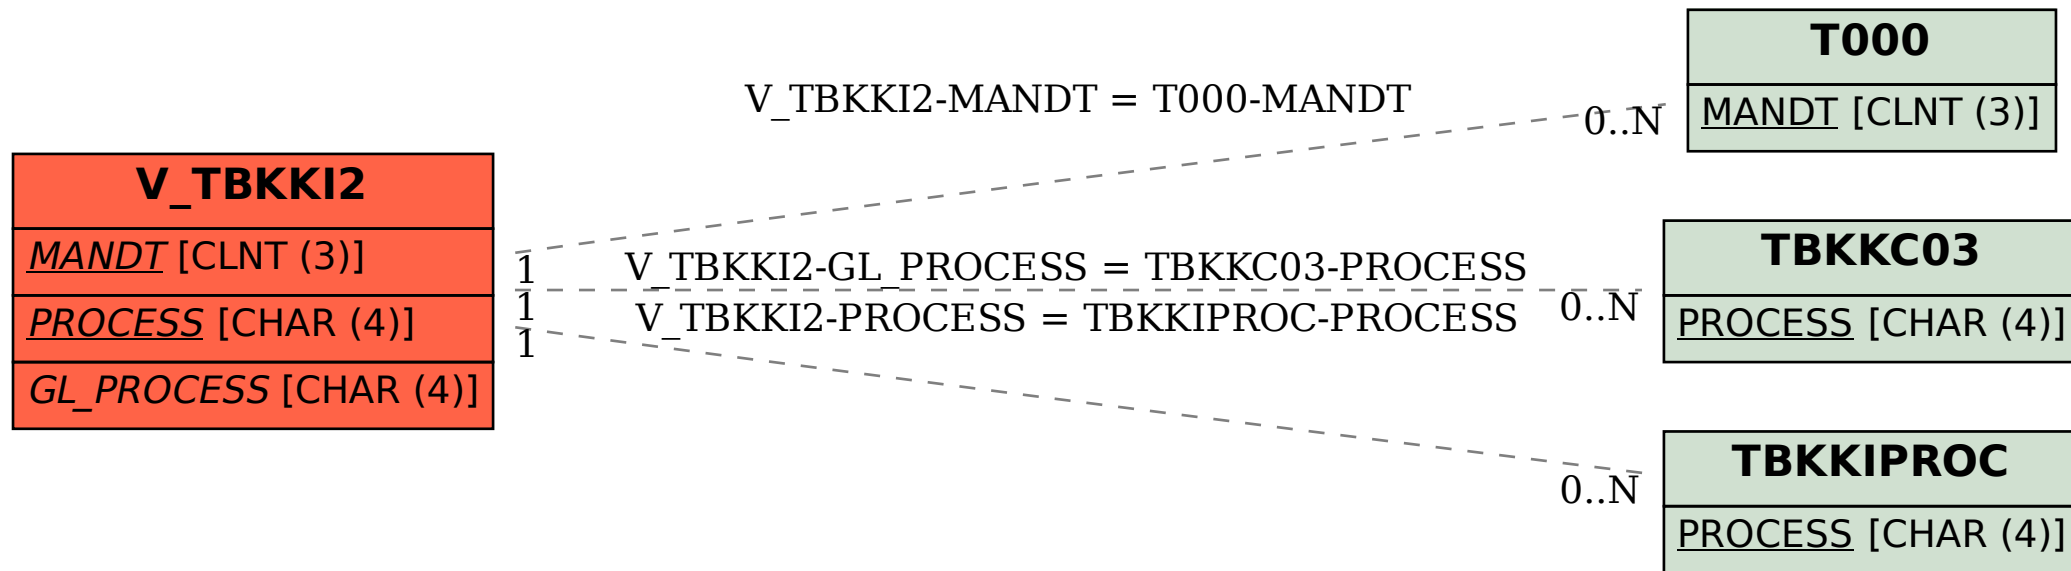 V_TBKKI2
MANDT [CLNT (3)]
PROCESS [CHAR (4)]
GL_PROCESS [CHAR (4)]
V_TBKKI2-MANDT = T000-MANDT
0..N
1
V_TBKKI2-GL_PROCESS = TBKKC03-PROCESS
1
0..N
V_TBKKI2-PROCESS = TBKKIPROC-PROCESS
1
0..N
T000
MANDT [CLNT (3)]
TBKKC03
PROCESS [CHAR (4)]
TBKKIPROC
PROCESS [CHAR (4)]